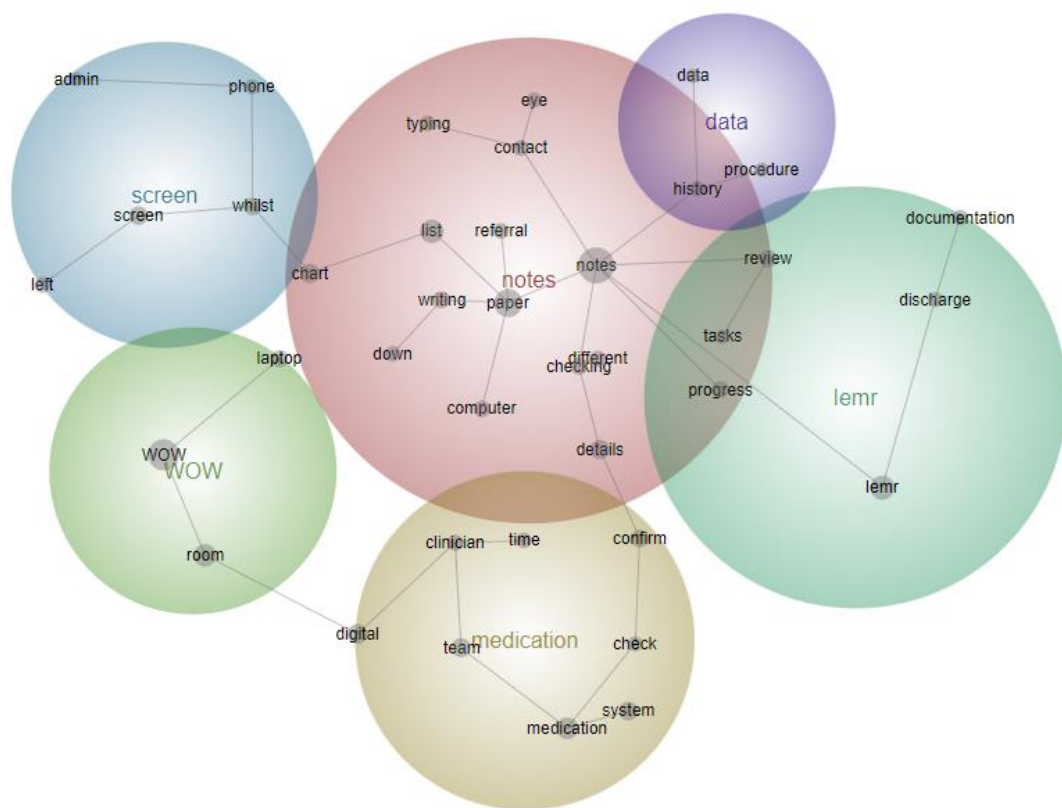 admin
phone
screen
screen
whilst
left
chart
eye
typing
contact
list
referral
notes
notes
paper
writing
down
different
checking
computer
details
data
data
procedure
history
review
tasks
progress
documentation
discharge
lemr
lemr
laptop
WOW
WOW
room
digital
clinician
time
confirm
team
medication
check
system
medication